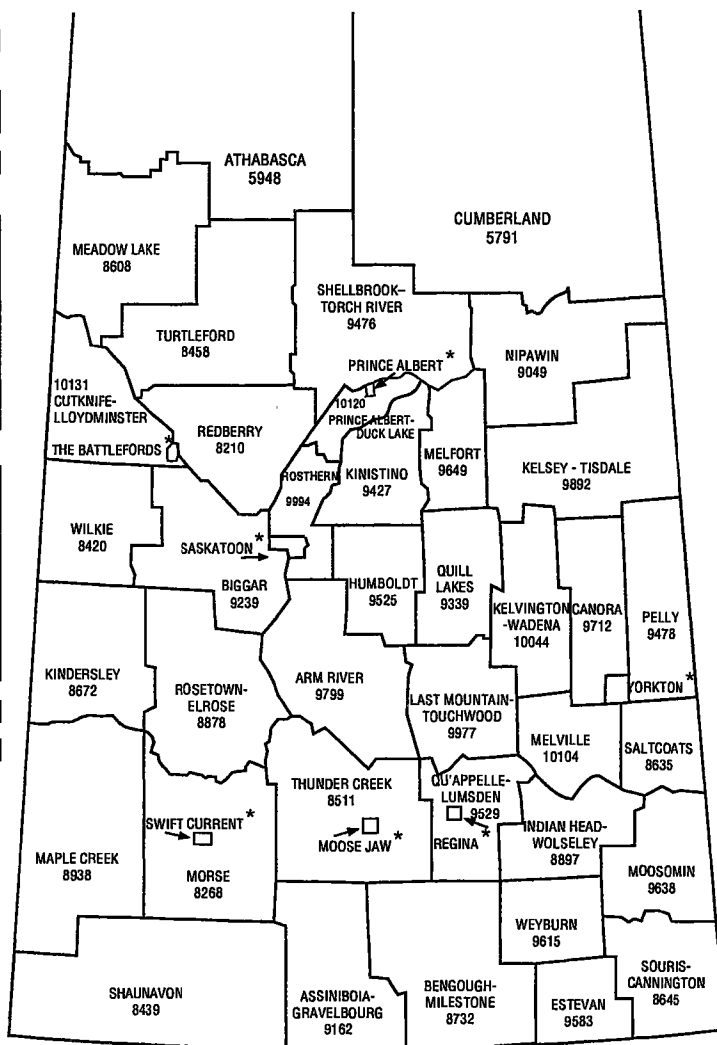 ATHABASCA
5948
CUMBERLAND
5791
MEADOW LAKE
8608
SHELLBROOK–
TORCH RIVER
9476
TURTLEFORD
8458
NIPAWIN
9049
PRINCE ALBERT *
10120
PRINCE ALBERT-
DUCK LAKE
10131
CUTKNIFE-
LLOYDMINSTER
THE BATTLEFORDS *
REDBERRY
8210
ROSTHERN
9994
KINISTINO
9427
MELFORT
9649
KELSEY - TISDALE
9892
WILKIE
8420
SASKATOON *
BIGGAR
9239
HUMBOLDT
9525
QUILL
LAKES
9339
KELVINGTON
-WADENA
10044
CANORA
9712
PELLY
9478
YORKTON *
KINDERSLEY
8672
ROSETOWN-
ELROSE
8878
ARM RIVER
9799
LAST MOUNTAIN-
TOUCHWOOD
9977
MELVILLE
10104
SALTCOATS
8635
THUNDER CREEK
8511
MOOSE JAW *
QU'APPELLE-
LUMSDEN
9529
REGINA *
SWIFT CURRENT *
MORSE
8268
MAPLE CREEK
8938
INDIAN HEAD-
WOLSELEY
8897
MOOSOMIN
9638
WEYBURN
9615
SHAUNAVON
8439
ASSINIBOIA-
GRAVELBOURG
9162
BENGOUGH-
MILESTONE
8732
ESTEVAN
9583
SOURIS-
CANNINGTON
8645